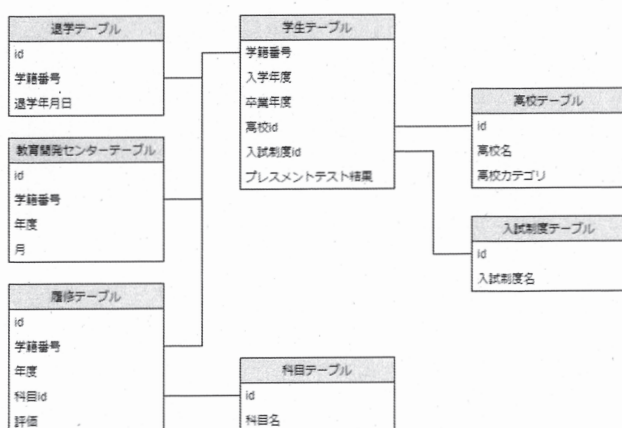 退学テーブル
id
学籍番号
退学年月日
教育開発センターテーブル
id
学籍番号
年度
月
履修テーブル
id
学籍番号
年度
科目id
評価
学生テーブル
学籍番号
入学年度
卒業年度
高校id
入試制度id
プレスメントテスト結果
科目テーブル
id
科目名
高校テーブル
id
高校名
高校カテゴリ
入試制度テーブル
id
入試制度名